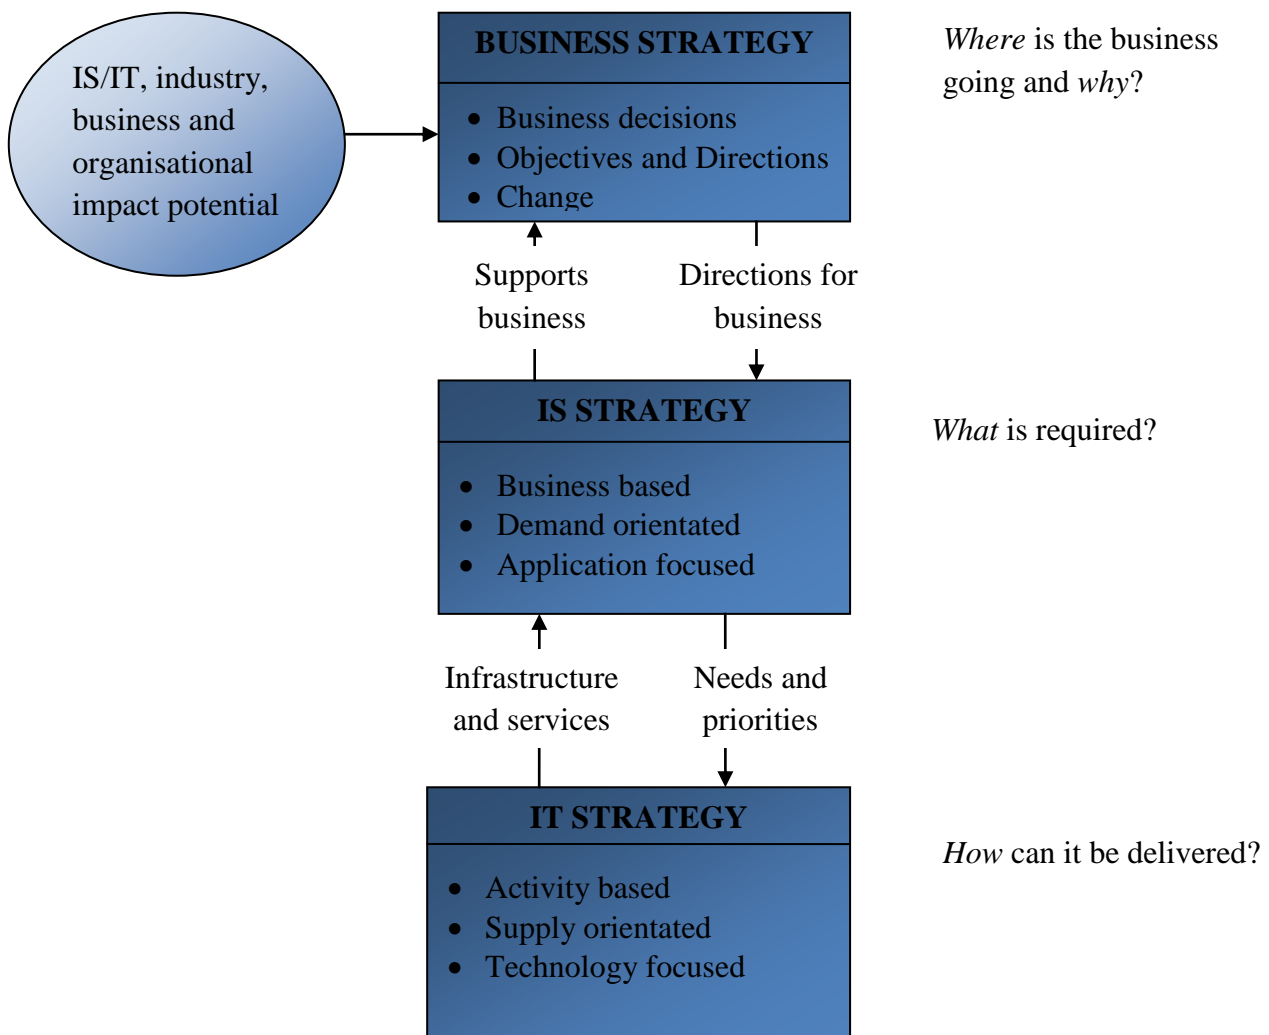 IS/IT, industry,
business and
organisational
impact potential
BUSINESS STRATEGY
• Business decisions
• Objectives and Directions
• Change
Where is the business
going and why?
Supports
business
Directions for
business
IS STRATEGY
• Business based
• Demand orientated
• Application focused
What is required?
Infrastructure
and services
Needs and
priorities
IT STRATEGY
• Activity based
• Supply orientated
• Technology focused
How can it be delivered?